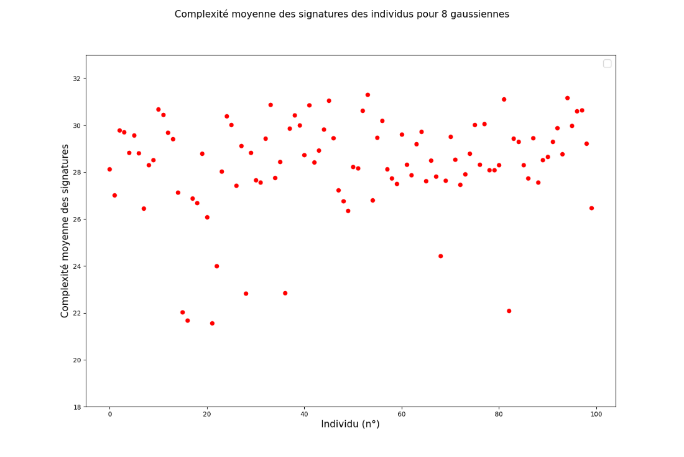 Complexité moyenne des signatures des individus pour 8 gaussiennes
Complexité moyenne des signatures
32
30
28
26
24
22
20
18
0 20 40 60 80 100
Individu (n°)